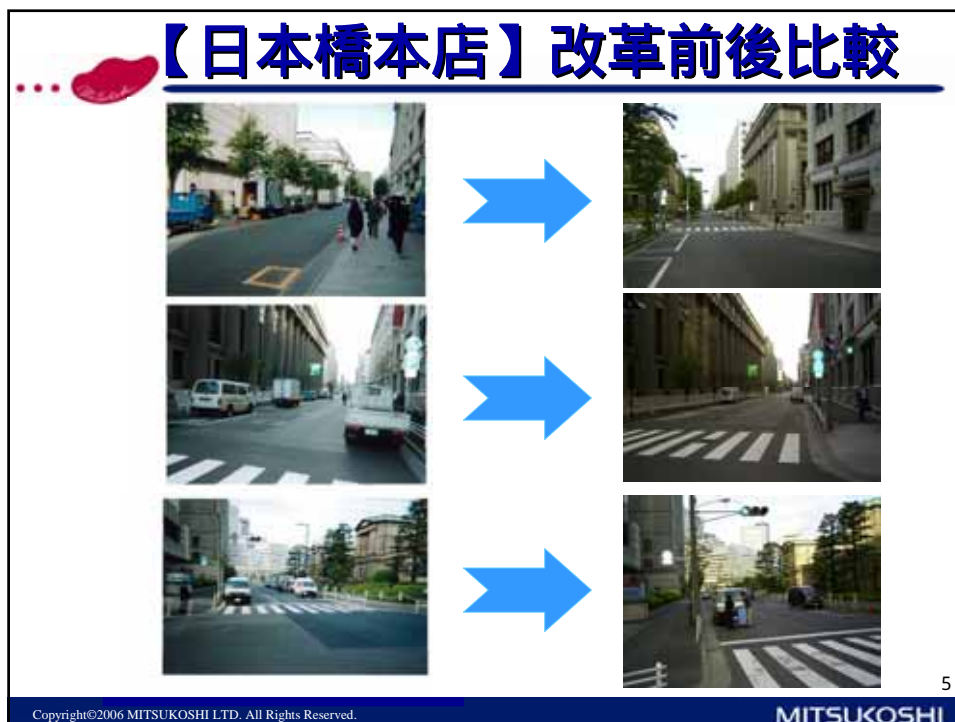 【日本橋本店】改革前後比較
Mitsukoshi
5
Copyright©2006 MITSUKOSHI LTD. All Rights Reserved.
MITSUKOSHI